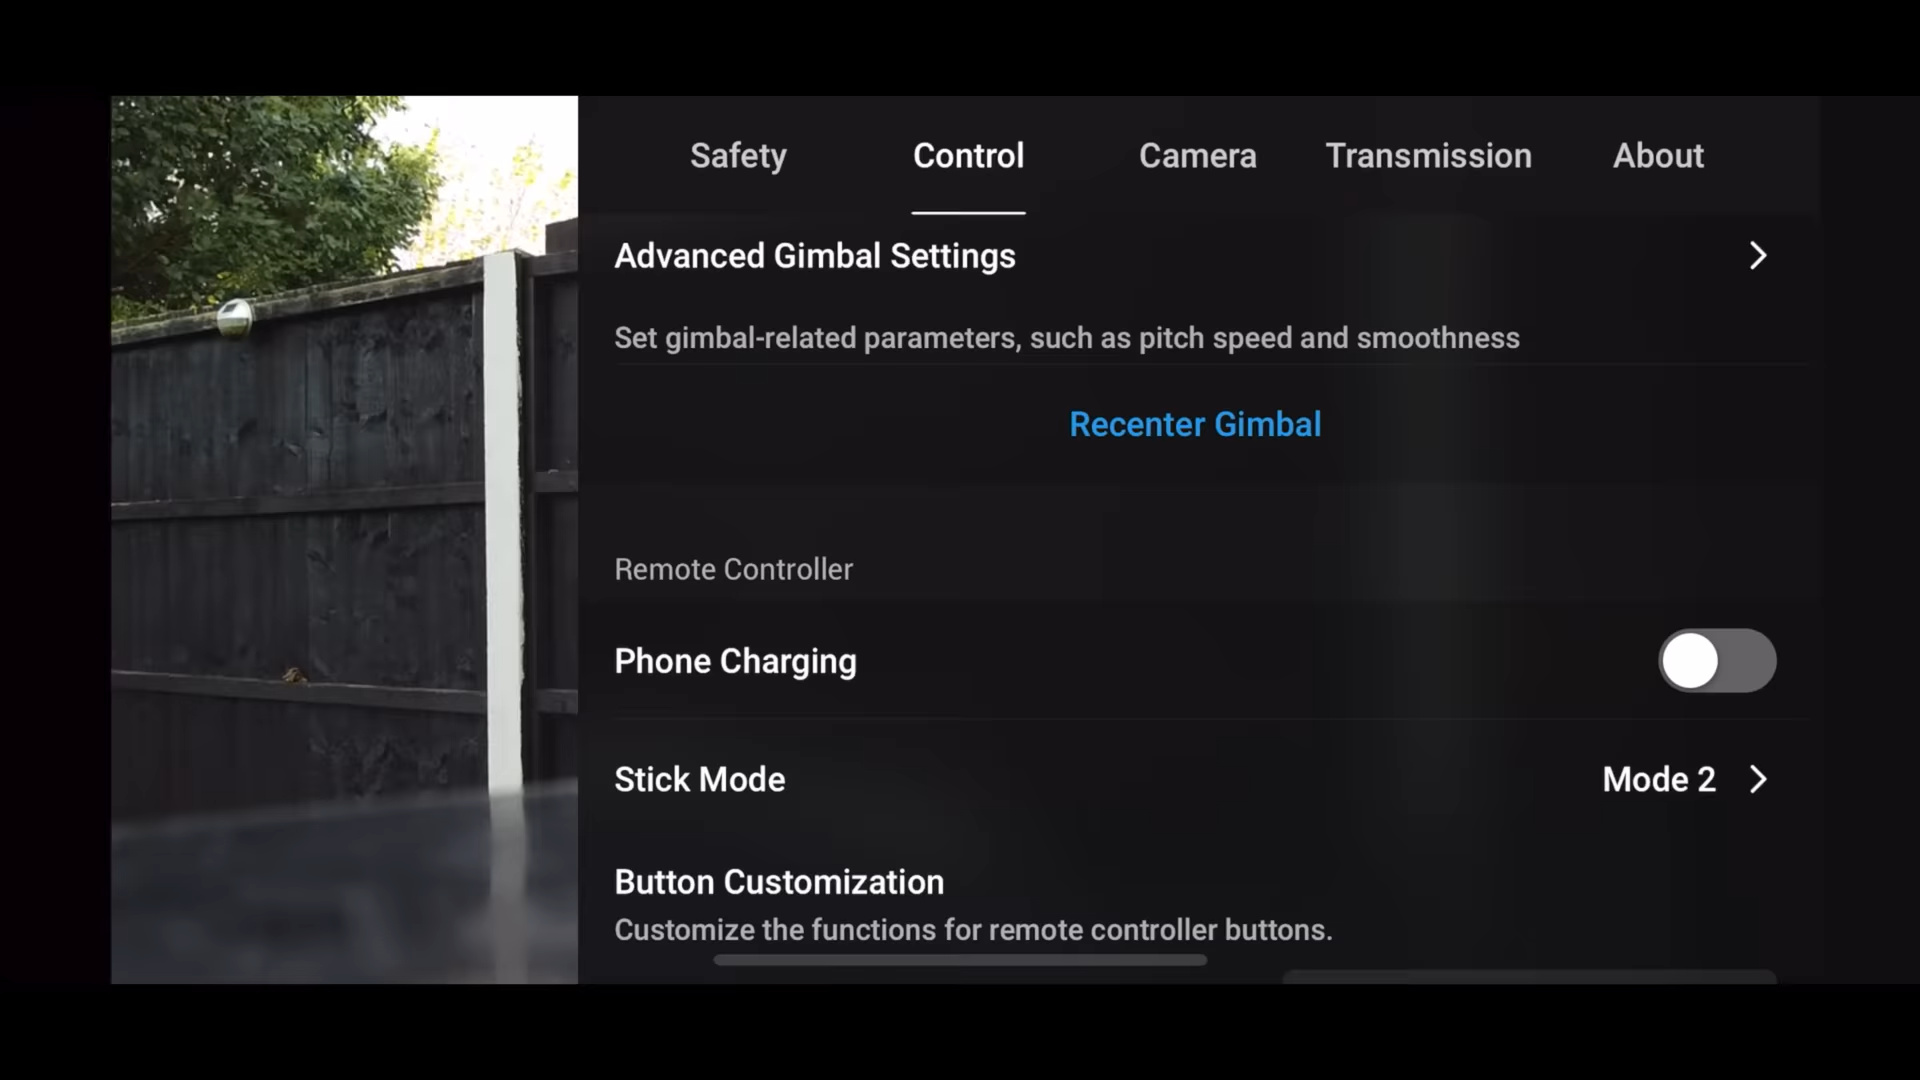 Safety Control Camera Transmission About
Advanced Gimbal Settings
Set gimbal-related parameters, such as pitch speed and smoothness
Recenter Gimbal
Remote Controller
Phone Charging
Stick Mode Mode 2
Button Customization
Customize the functions for remote controller buttons.